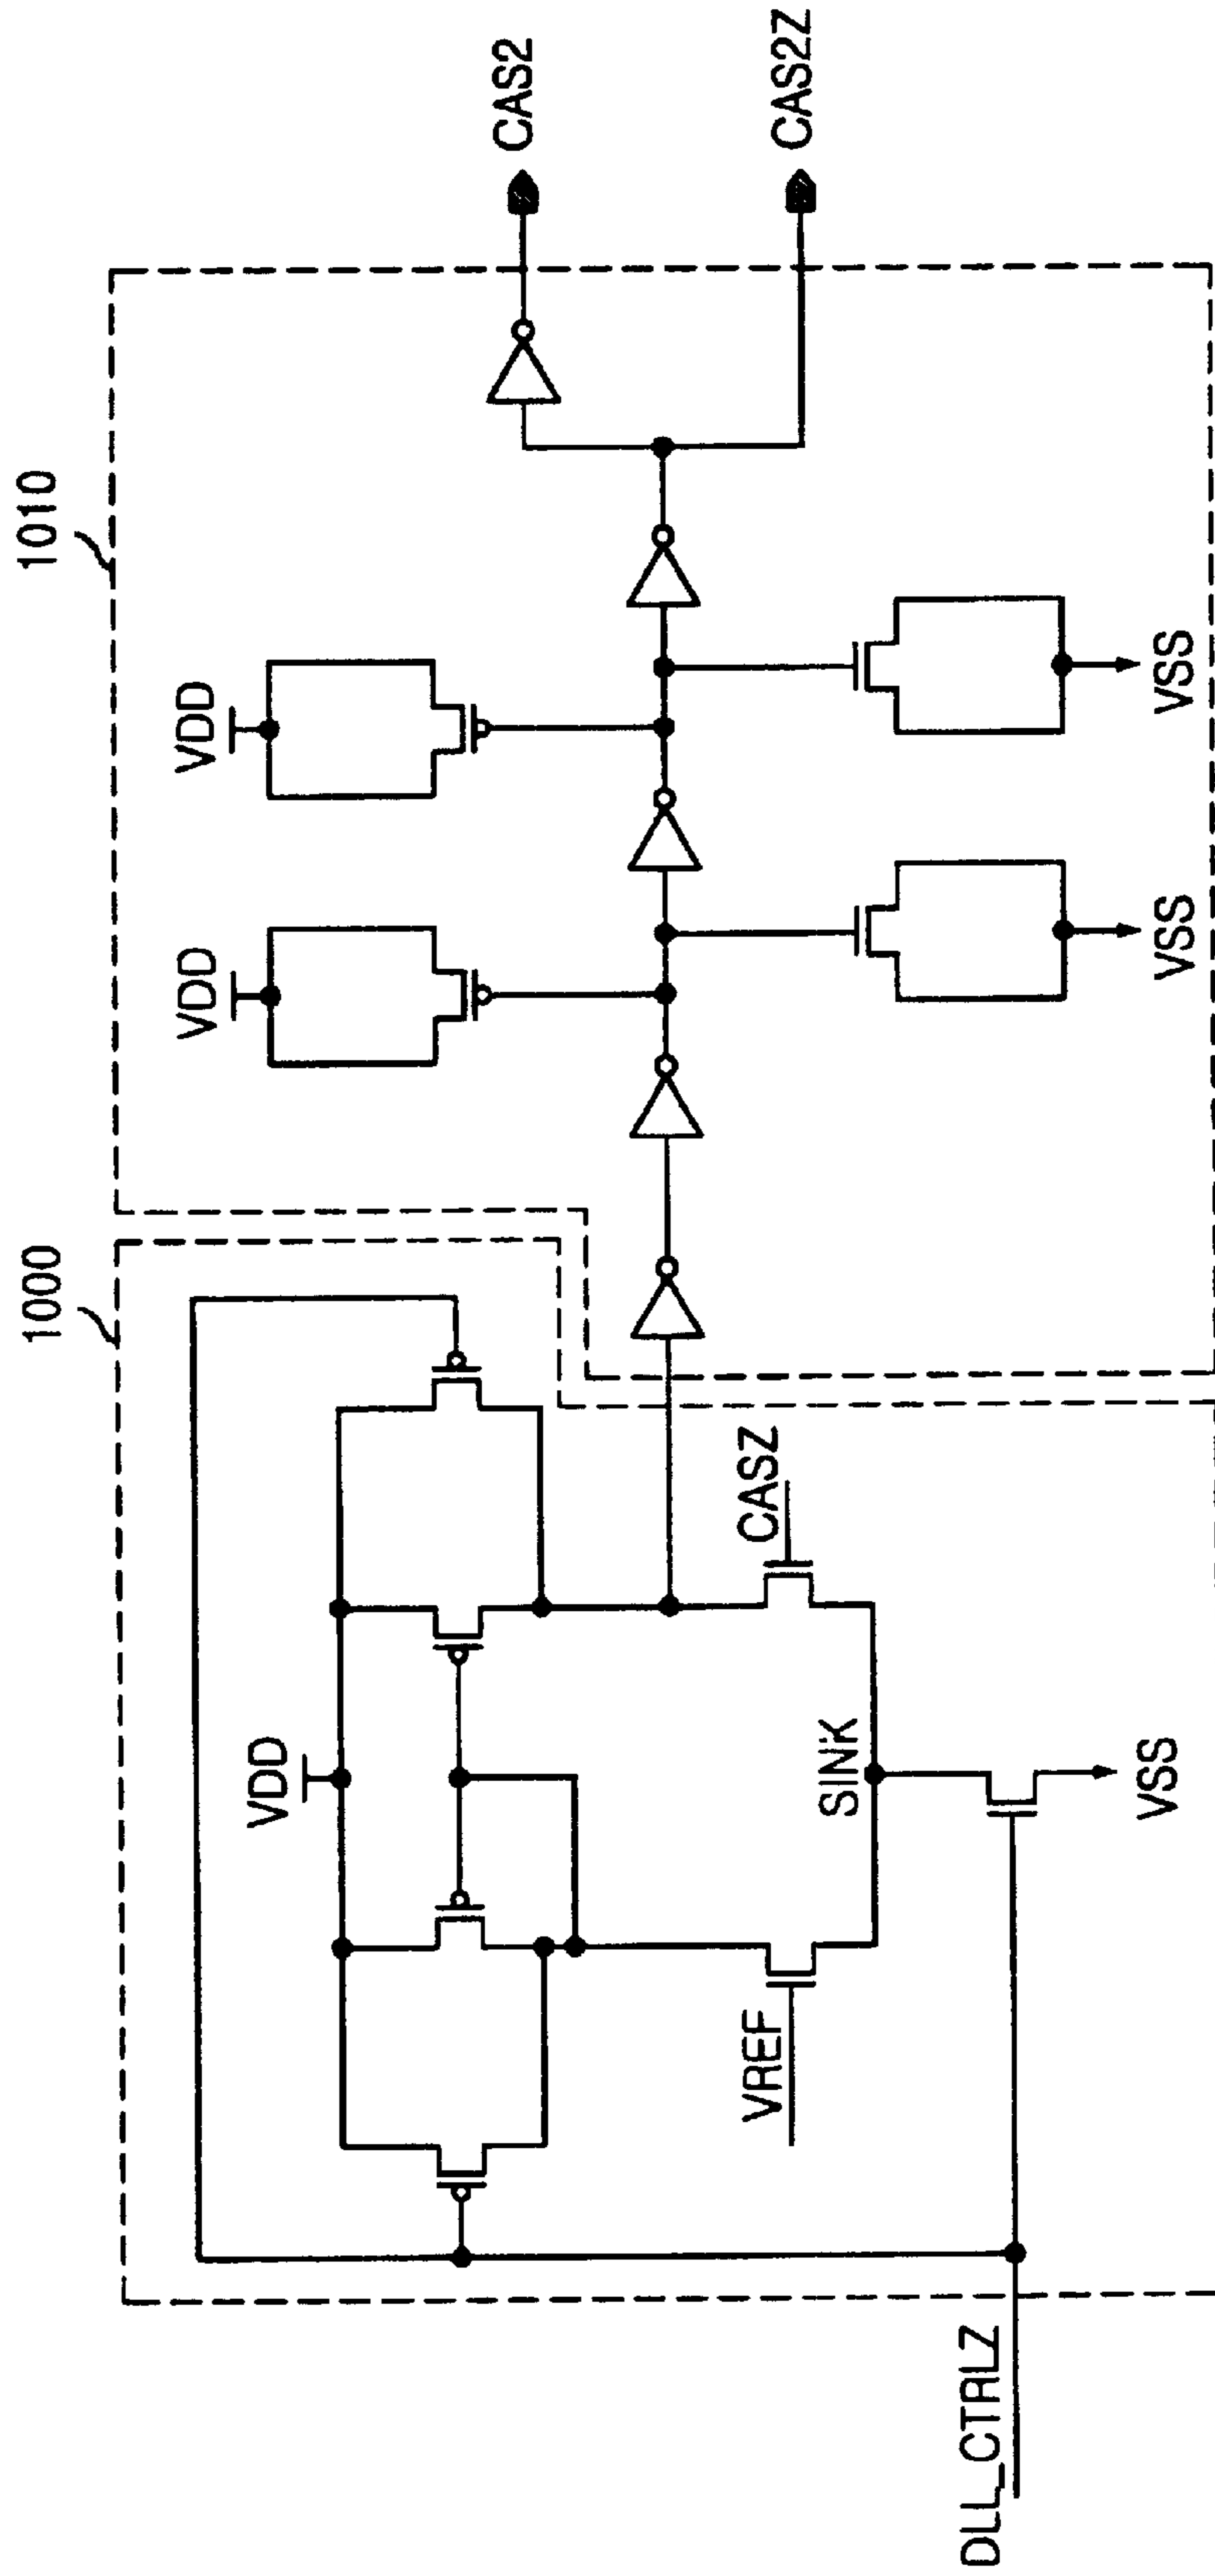 1000
1010
VDD
VDD
VDD
CAS2
CAS2Z
VREF
CASZ
SINK
DLL_CTRLZ
VSS
VSS
VSS